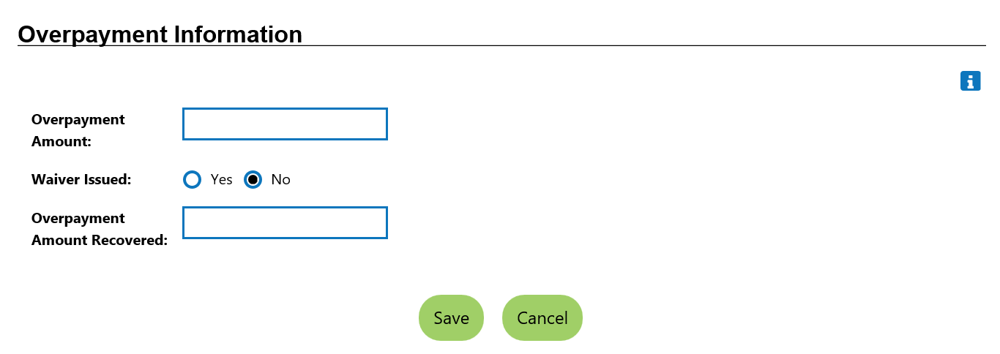 Overpayment Information
Overpayment
Amount:
Waiver Issued:
Yes
No
Overpayment
Amount Recovered:
Save
Cancel